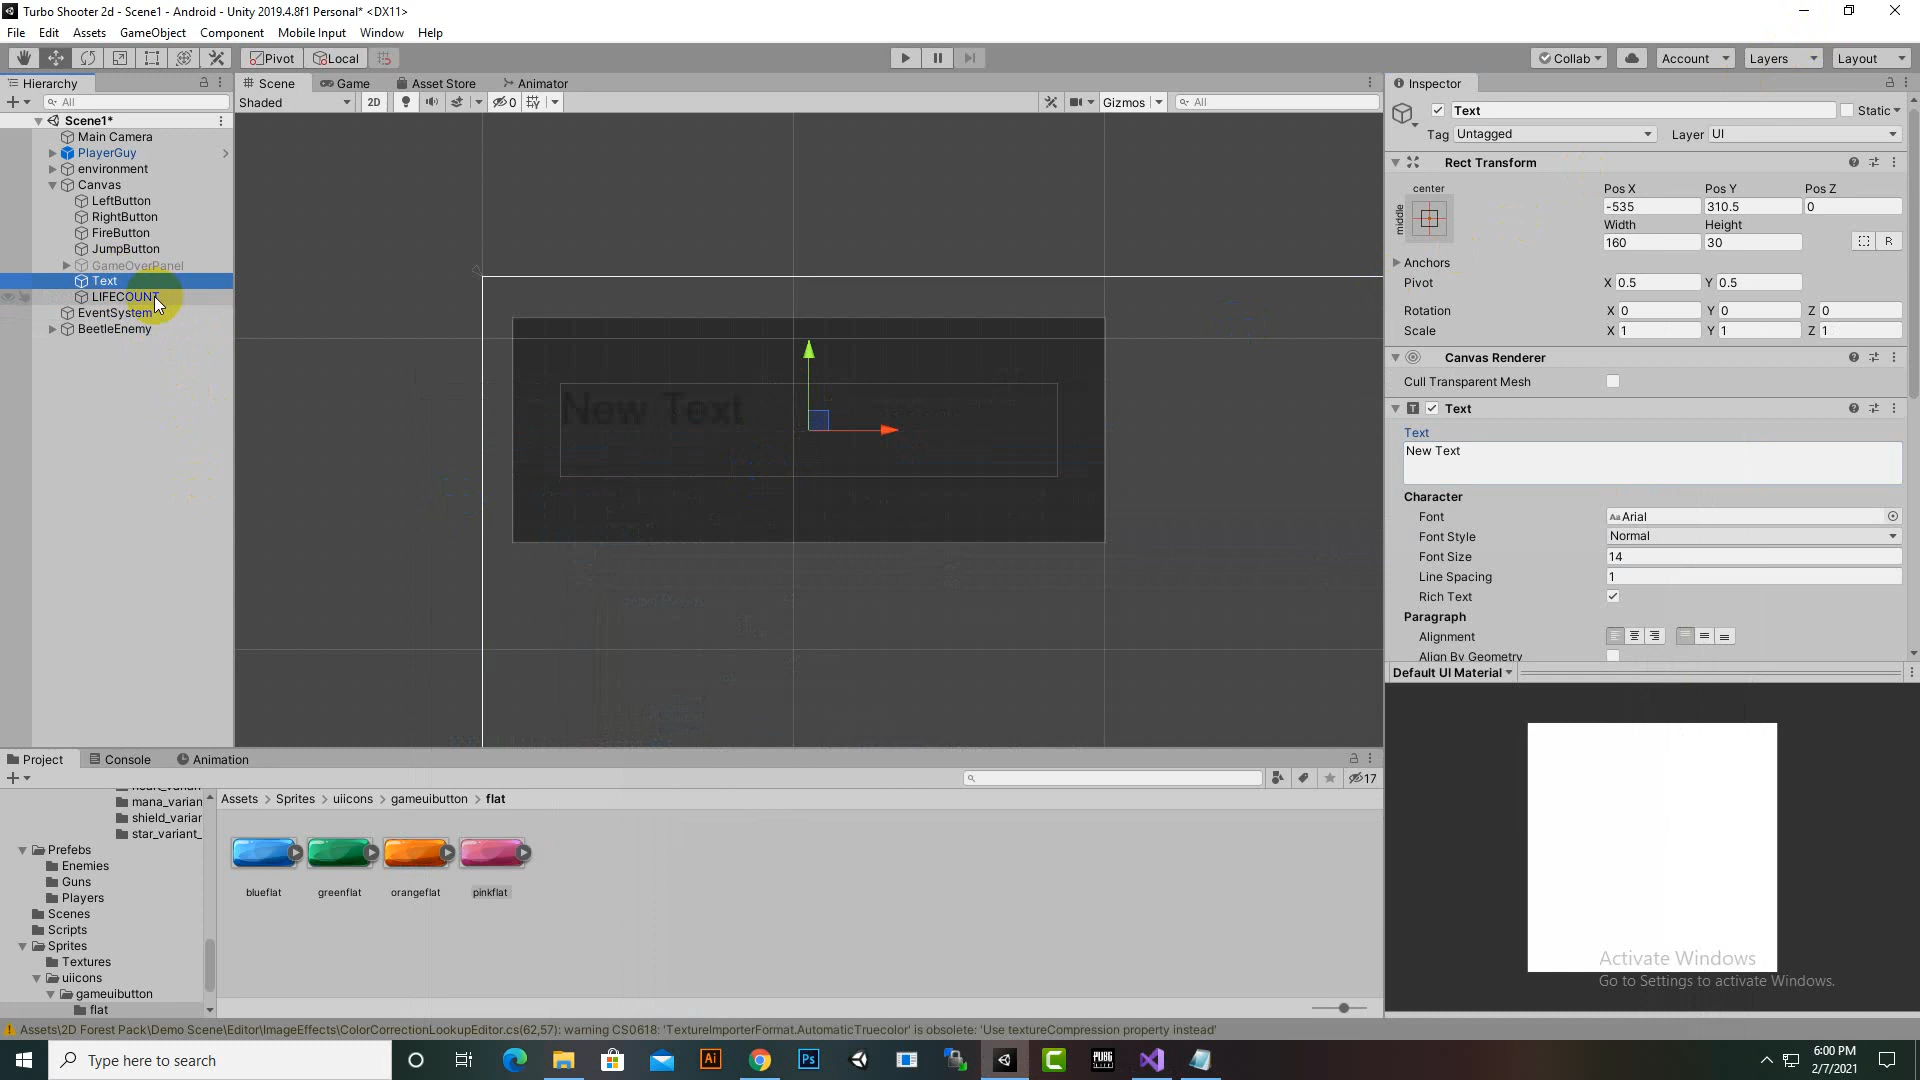 Turbo Shooter 2d - Scene1 - Android - Unity 2019.4.8f1 Personal* <DX11>
File Edit Assets GameObject Component Mobile Input Window Help
Pivot Local Collab Account Layers Layout
Hierarchy Scene Game Asset Store Animator Inspector
All Shaded 2D 0 Gizmos All
Scene1*
Main Camera
PlayerGuy
environment
Canvas
LeftButton
RightButton
FireButton
JumpButton
GameOverPanel
Text
LIFECOUNT
EventSystem
BeetleEnemy
New Text
Text Static
Tag Untagged Layer UI
Rect Transform
center
middle
Pos X Pos Y Pos Z
-535 310.5 0
Width Height
160 30 R
Anchors
Pivot X 0.5 Y 0.5
Rotation X 0 Y 0 Z 0
Scale X 1 Y 1 Z 1
Canvas Renderer
Cull Transparent Mesh
Text
Text
New Text
Character
Font Arial
Font Style Normal
Font Size 14
Line Spacing 1
Rich Text
Paragraph
Alignment
Align By Geometry
Default UI Material
Project Console Animation
17
mana_varian
shield_variar
star_variant_
Prefebs
Enemies
Guns
Players
Scenes
Scripts
Sprites
Textures
uiicons
gameuibutton
flat
Assets > Sprites > uiicons > gameuibutton > flat
blueflat greenflat orangeflat pinkflat
Activate Windows
Go to Settings to activate Windows.
Assets\2D Forest Pack\Demo Scene\Editor\ImageEffects\ColorCorrectionLookupEditor.cs(62,57): warning CS0618: 'TextureImporterFormat.AutomaticTruecolor' is obsolete: 'Use textureCompression property instead'
Type here to search
Ai
Ps
PUBG
6:00 PM
2/7/2021